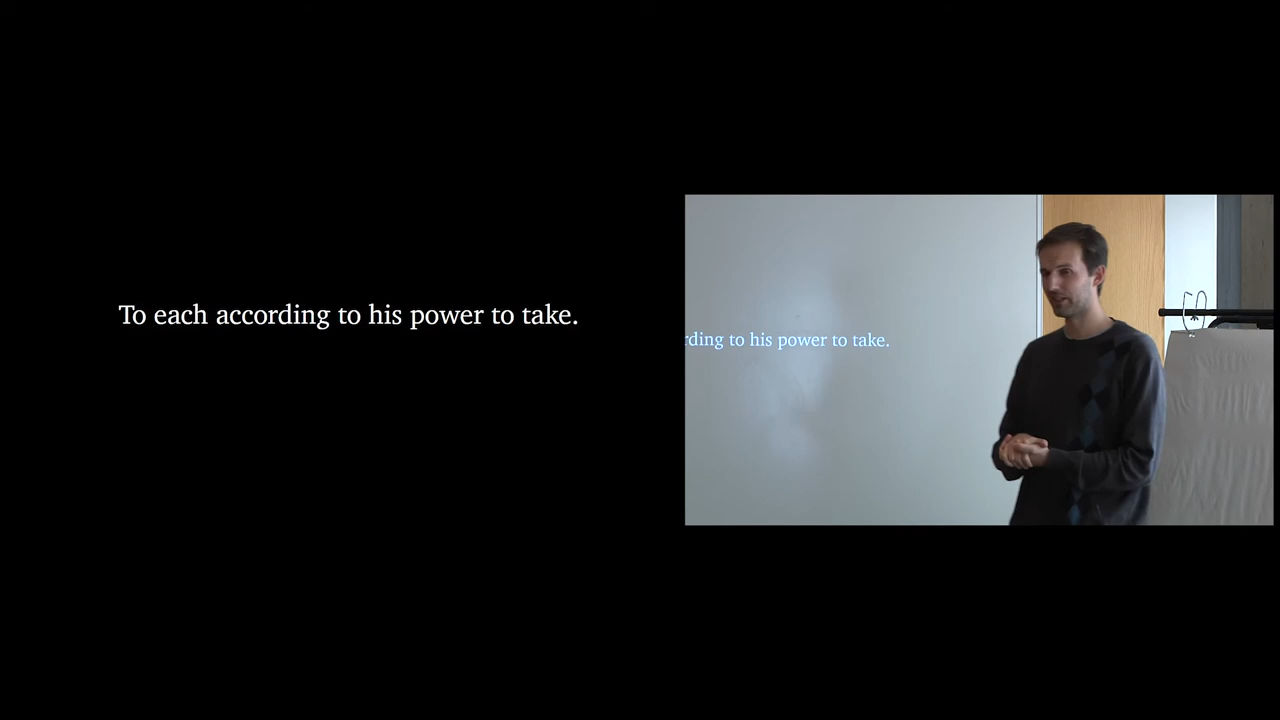 To each according to his power to take.
rding to his power to take.